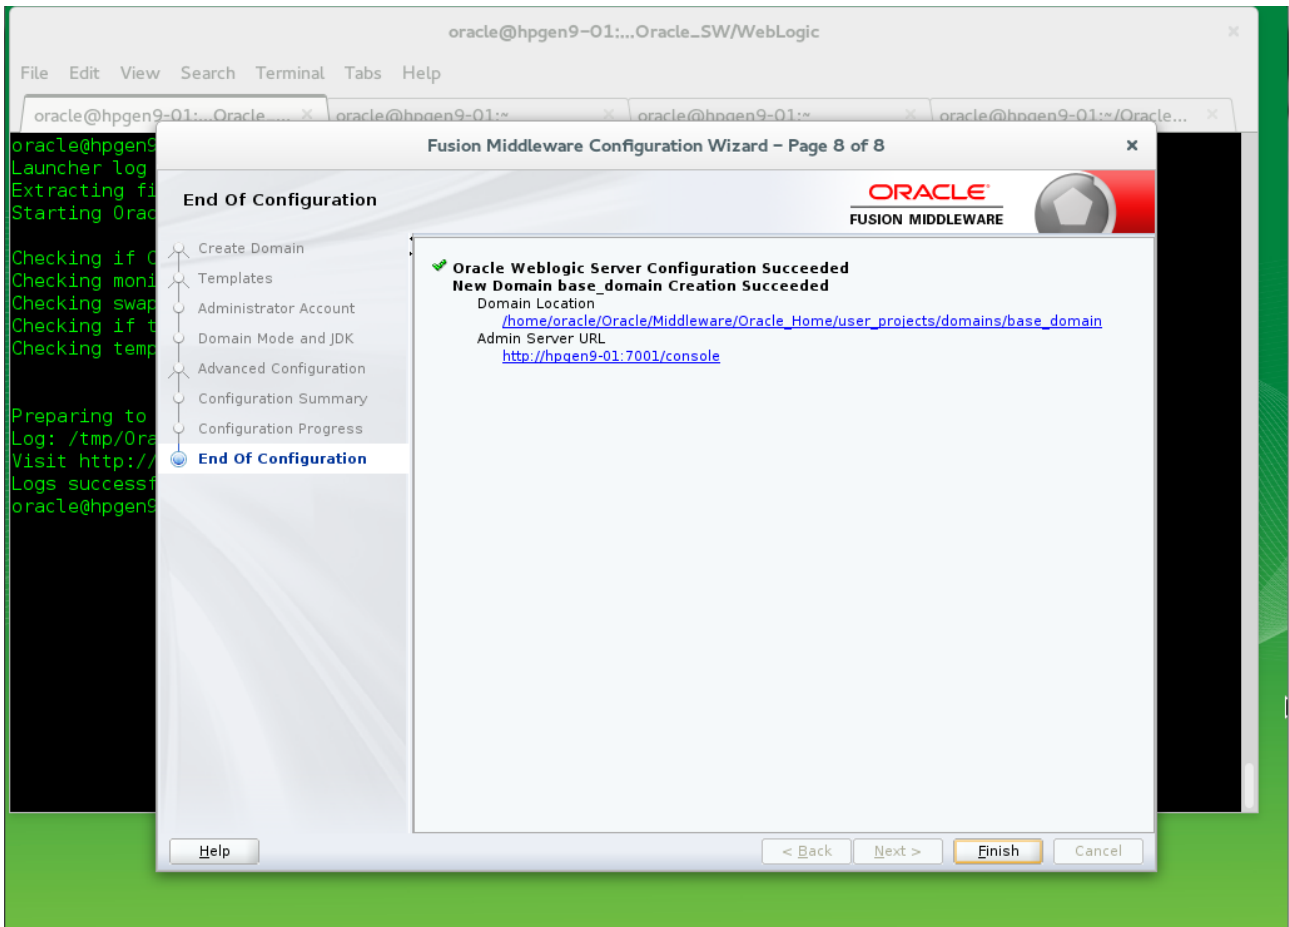 oracle@hpgen9-01:...Oracle_SW/WebLogic
File Edit View Search Terminal Tabs Help
oracle@hpgen9-01:...Oracle_... oracle@hpgen9-01:~ oracle@hpgen9-01:~ oracle@hpgen9-01:~/Oracle...
oracle@hpgen9
Launcher log
Extracting fi
Starting Orac
Checking if
Checking moni
Checking swap
Checking if t
Checking temp
Preparing to
Log: /tmp/Ora
Visit http://
Logs successf
oracle@hpgen9
Fusion Middleware Configuration Wizard - Page 8 of 8
End Of Configuration
ORACLE
FUSION MIDDLEWARE
Create Domain
Templates
Administrator Account
Domain Mode and JDK
Advanced Configuration
Configuration Summary
Configuration Progress
End Of Configuration
Oracle Weblogic Server Configuration Succeeded
New Domain base_domain Creation Succeeded
Domain Location
/home/oracle/Oracle/Middleware/Oracle_Home/user_projects/domains/base_domain
Admin Server URL
http://hpgen9-01:7001/console
Help < Back Next > Finish Cancel